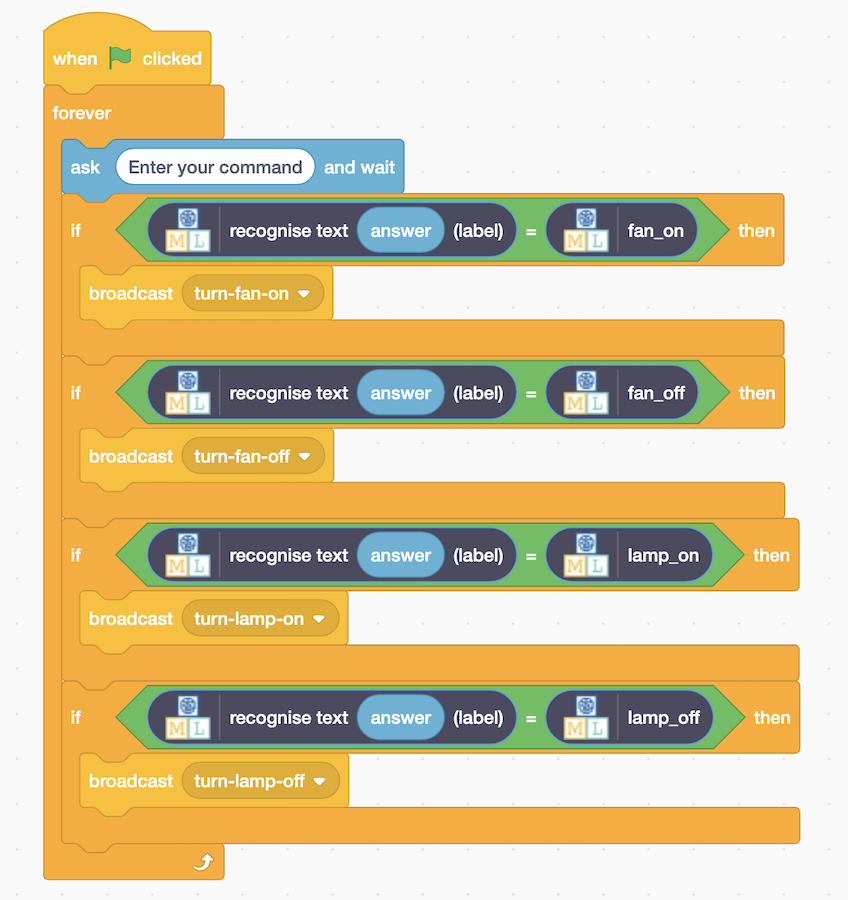 when clicked
forever
ask Enter your command and wait
if ML recognise text answer (label) = ML fan_on then
broadcast turn-fan-on
if ML recognise text answer (label) = ML fan_off then
broadcast turn-fan-off
if ML recognise text answer (label) = ML lamp_on then
broadcast turn-lamp-on
if ML recognise text answer (label) = ML lamp_off then
broadcast turn-lamp-off